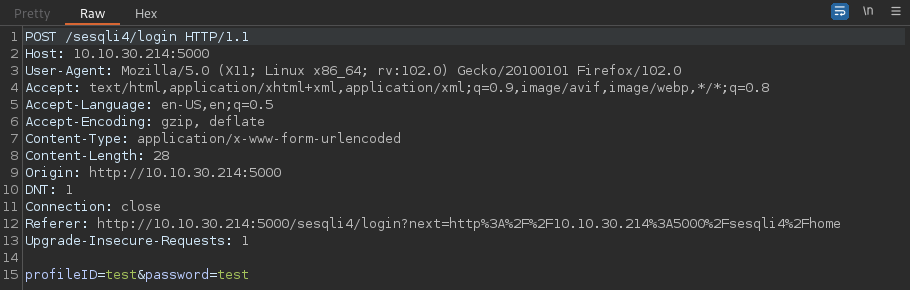 Pretty Raw Hex \n
1 POST /sesqli4/login HTTP/1.1
2 Host: 10.10.30.214:5000
3 User-Agent: Mozilla/5.0 (X11; Linux x86_64; rv:102.0) Gecko/20100101 Firefox/102.0
4 Accept: text/html,application/xhtml+xml,application/xml;q=0.9,image/avif,image/webp,*/*;q=0.8
5 Accept-Language: en-US,en;q=0.5
6 Accept-Encoding: gzip, deflate
7 Content-Type: application/x-www-form-urlencoded
8 Content-Length: 28
9 Origin: http://10.10.30.214:5000
10 DNT: 1
11 Connection: close
12 Referer: http://10.10.30.214:5000/sesqli4/login?next=http%3A%2F%2F10.10.30.214%3A5000%2Fsesqli4%2Fhome
13 Upgrade-Insecure-Requests: 1
14
15 profileID=test&password=test